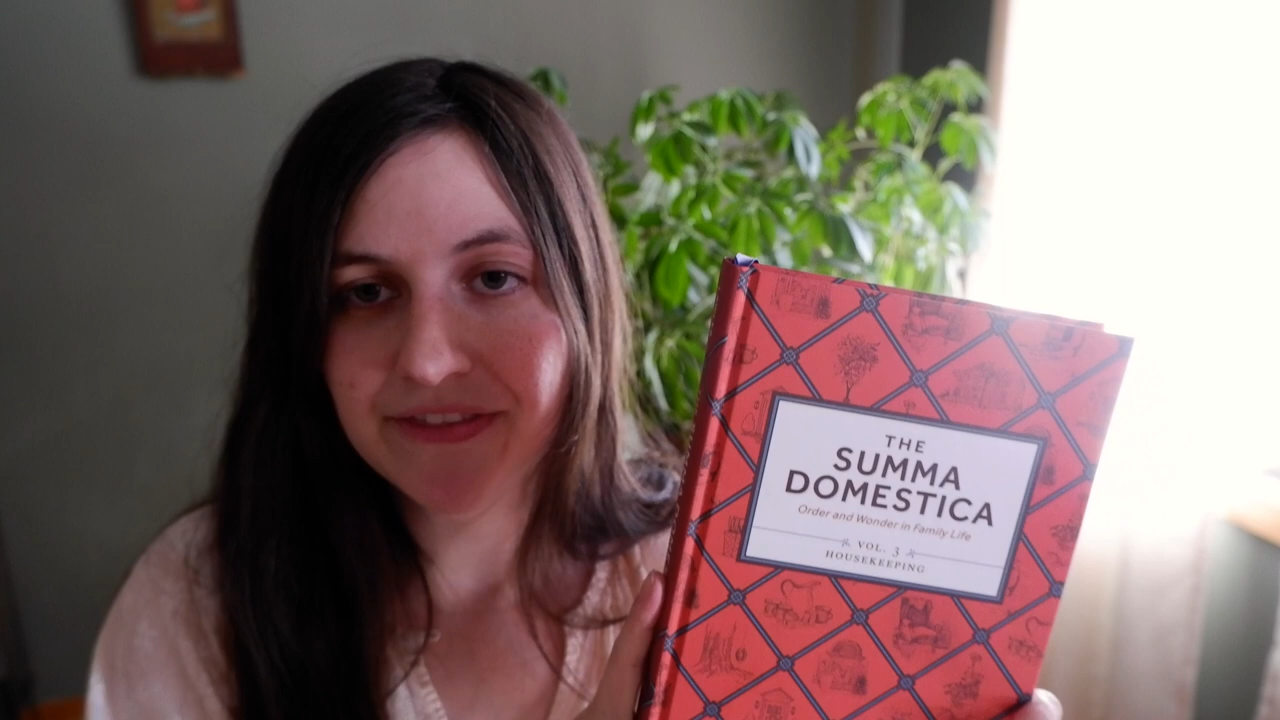 THE
SUMMA
DOMESTICA
Order and Wonder in Family Life
VOL. 3
HOUSEKEEPING